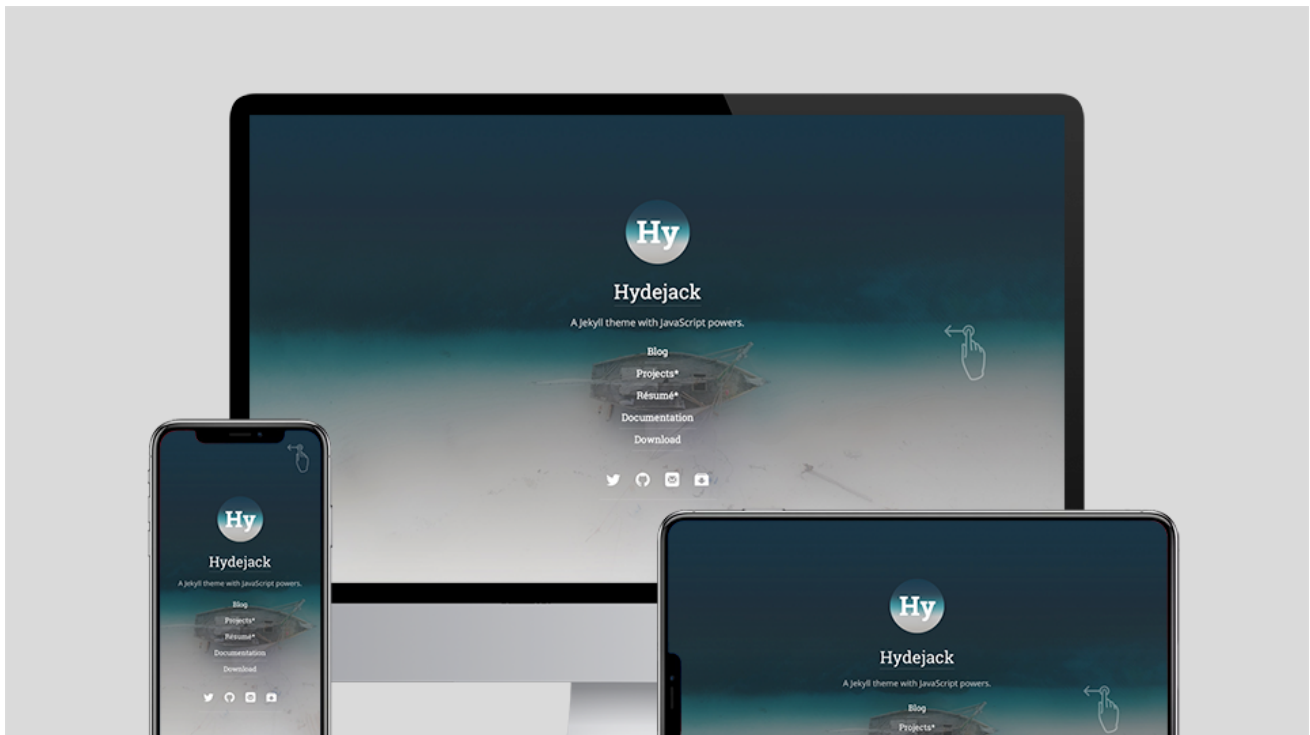 Hy
Hydejack
A Jekyll theme with JavaScript powers.
Blog
Projects*
Résumé*
Documentation
Download
Hy
Hydejack
A Jekyll theme with JavaScript powers.
Blog
Projects*
Résumé*
Documentation
Download
Hy
Hydejack
A Jekyll theme with JavaScript powers.
Blog
Projects*